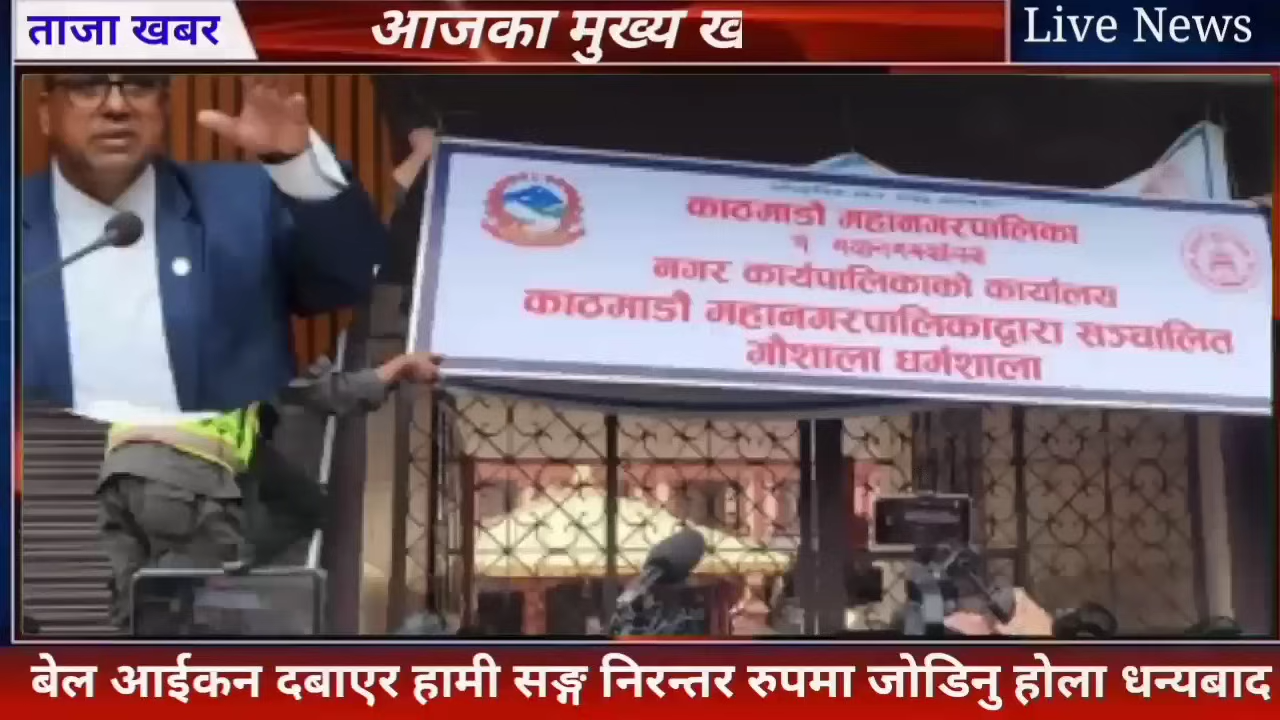 ताजा खबर
आजका मुख्य ख
Live News
काठमाडौं महानगरपालिका
नगर कार्यपालिकाको कार्यालय
काठमाडौं महानगरपालिकाद्वारा सञ्चालित
गौशाला धर्मशाला
बेल आईकन दबाएर हामी सङ्ग निरन्तर रुपमा जोडिनु होला धन्यबाद